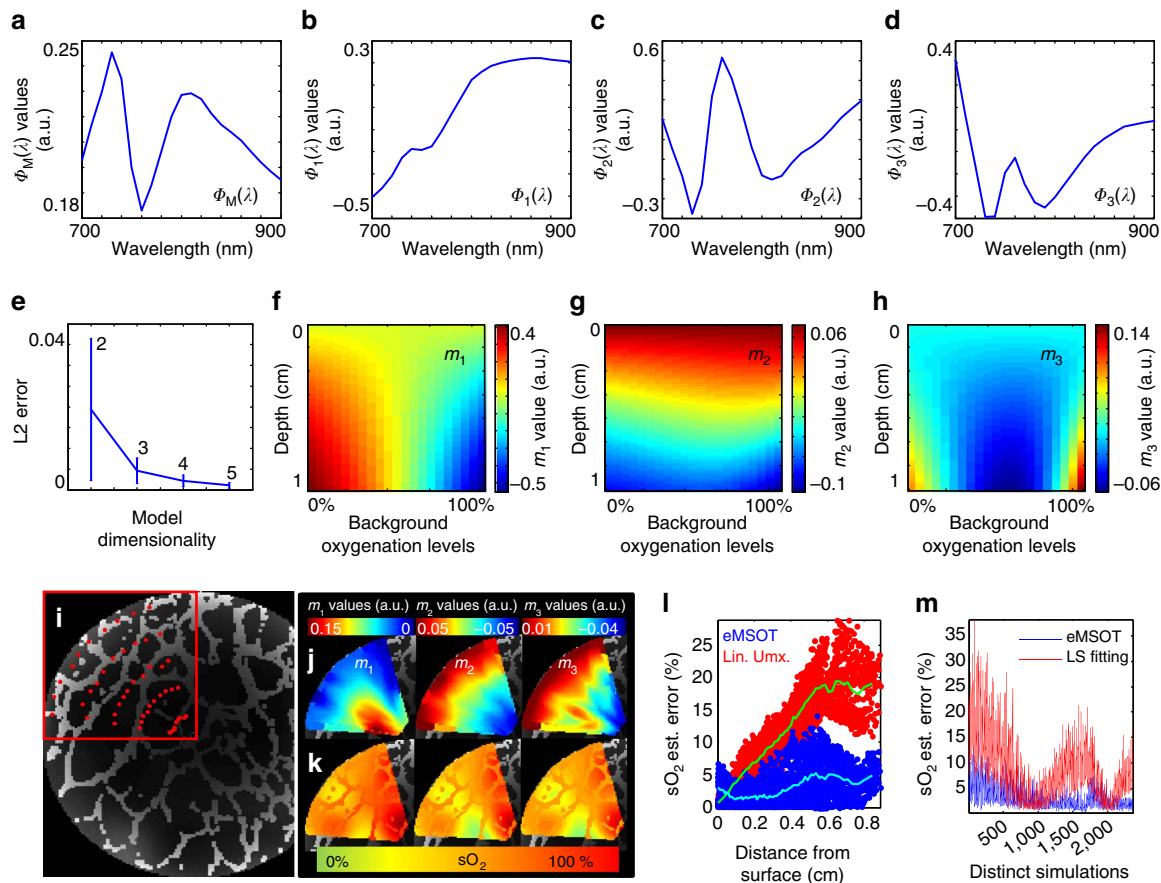 a
0.25
Φ_M(λ) values
(a.u.)
0.18
Φ_M(λ)
700
900
Wavelength (nm)
b
0.3
Φ_1(λ) values
(a.u.)
−0.5
Φ_1(λ)
700
900
Wavelength (nm)
c
0.6
Φ_2(λ) values
(a.u.)
−0.3
Φ_2(λ)
700
900
Wavelength (nm)
d
0.4
Φ_3(λ) values
(a.u.)
−0.4
Φ_3(λ)
700
900
Wavelength (nm)
e
0.04
L2 error
0
2
3
4
5
Model
dimensionality
f
0
Depth (cm)
1
m_1
0%
100%
Background
oxygenation levels
0.4
m_1 value (a.u.)
−0.5
g
0
Depth (cm)
1
m_2
0%
100%
Background
oxygenation levels
0.06
m_2 value (a.u.)
−0.1
h
0
Depth (cm)
1
m_3
0%
100%
Background
oxygenation levels
0.14
m_3 value (a.u.)
−0.06
i
m_1 values (a.u.) m_2 values (a.u.) m_3 values (a.u.)
0.15 0 0.05 −0.05 0.01 −0.04
j
m_1
m_2
m_3
k
0% sO_2 100 %
l
eMSOT
Lin. Umx.
sO_2 est. error (%)
30
25
20
15
10
5
0
0 0.2 0.4 0.6 0.8
Distance from
surface (cm)
m
eMSOT
LS fitting
sO_2 est. error (%)
35
30
25
20
15
10
5
0
500
1,000
1,500
2,000
Distinct simulations